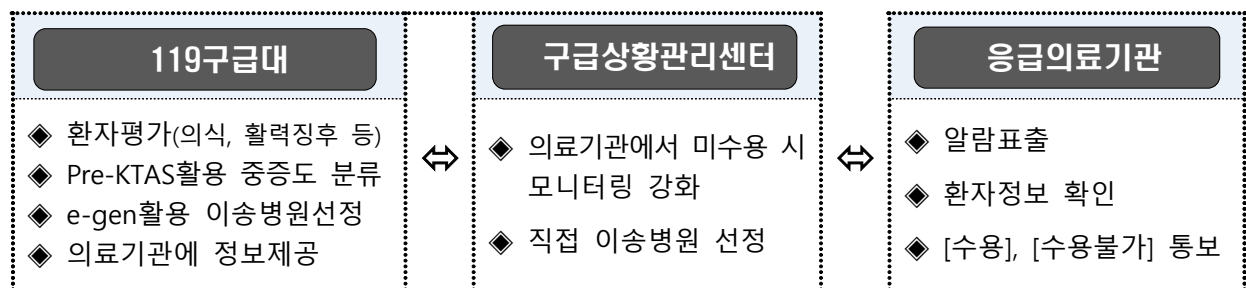 119구급대
◈ 환자평가(의식, 활력징후 등)
◈ Pre-KTAS활용 중증도 분류
◈ e-gen활용 이송병원선정
◈ 의료기관에 정보제공
⇔
구급상황관리센터
◈ 의료기관에서 미수용 시
모니터링 강화
◈ 직접 이송병원 선정
⇔
응급의료기관
◈ 알람표출
◈ 환자정보 확인
◈ [수용], [수용불가] 통보